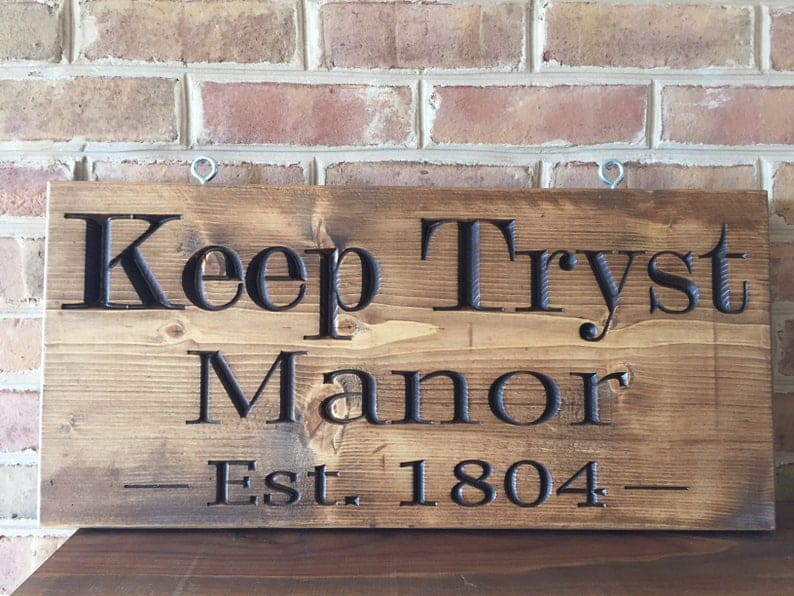 Keep Tryst
Manor
Est. 1804